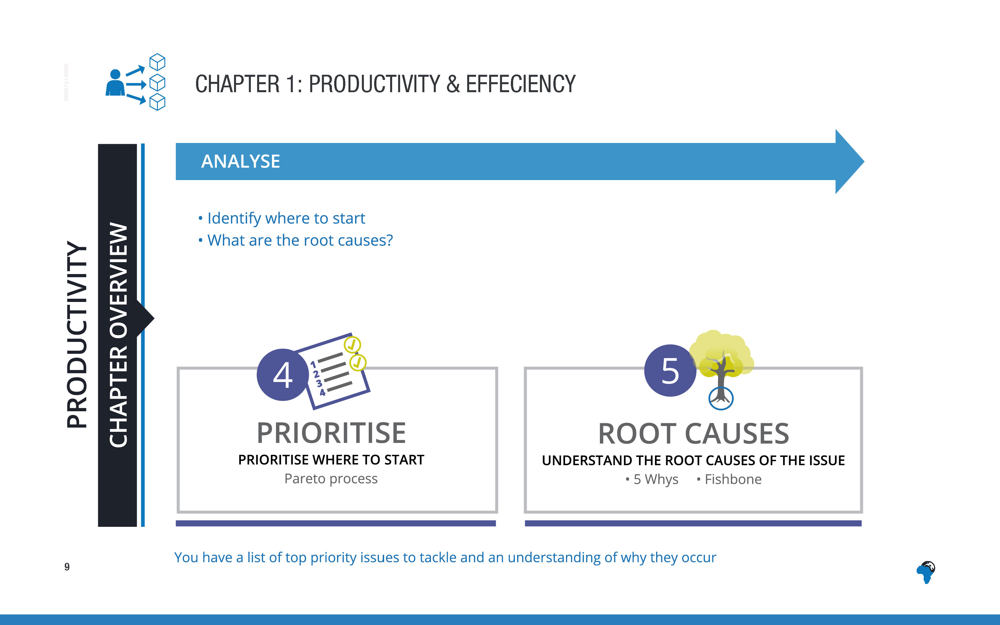 CHAPTER 1: PRODUCTIVITY & EFFECIENCY
PRODUCTIVITY
CHAPTER OVERVIEW
ANALYSE
• Identify where to start
• What are the root causes?
4
1
2
3
4
PRIORITISE
PRIORITISE WHERE TO START
Pareto process
5
ROOT CAUSES
UNDERSTAND THE ROOT CAUSES OF THE ISSUE
• 5 Whys • Fishbone
You have a list of top priority issues to tackle and an understanding of why they occur
9